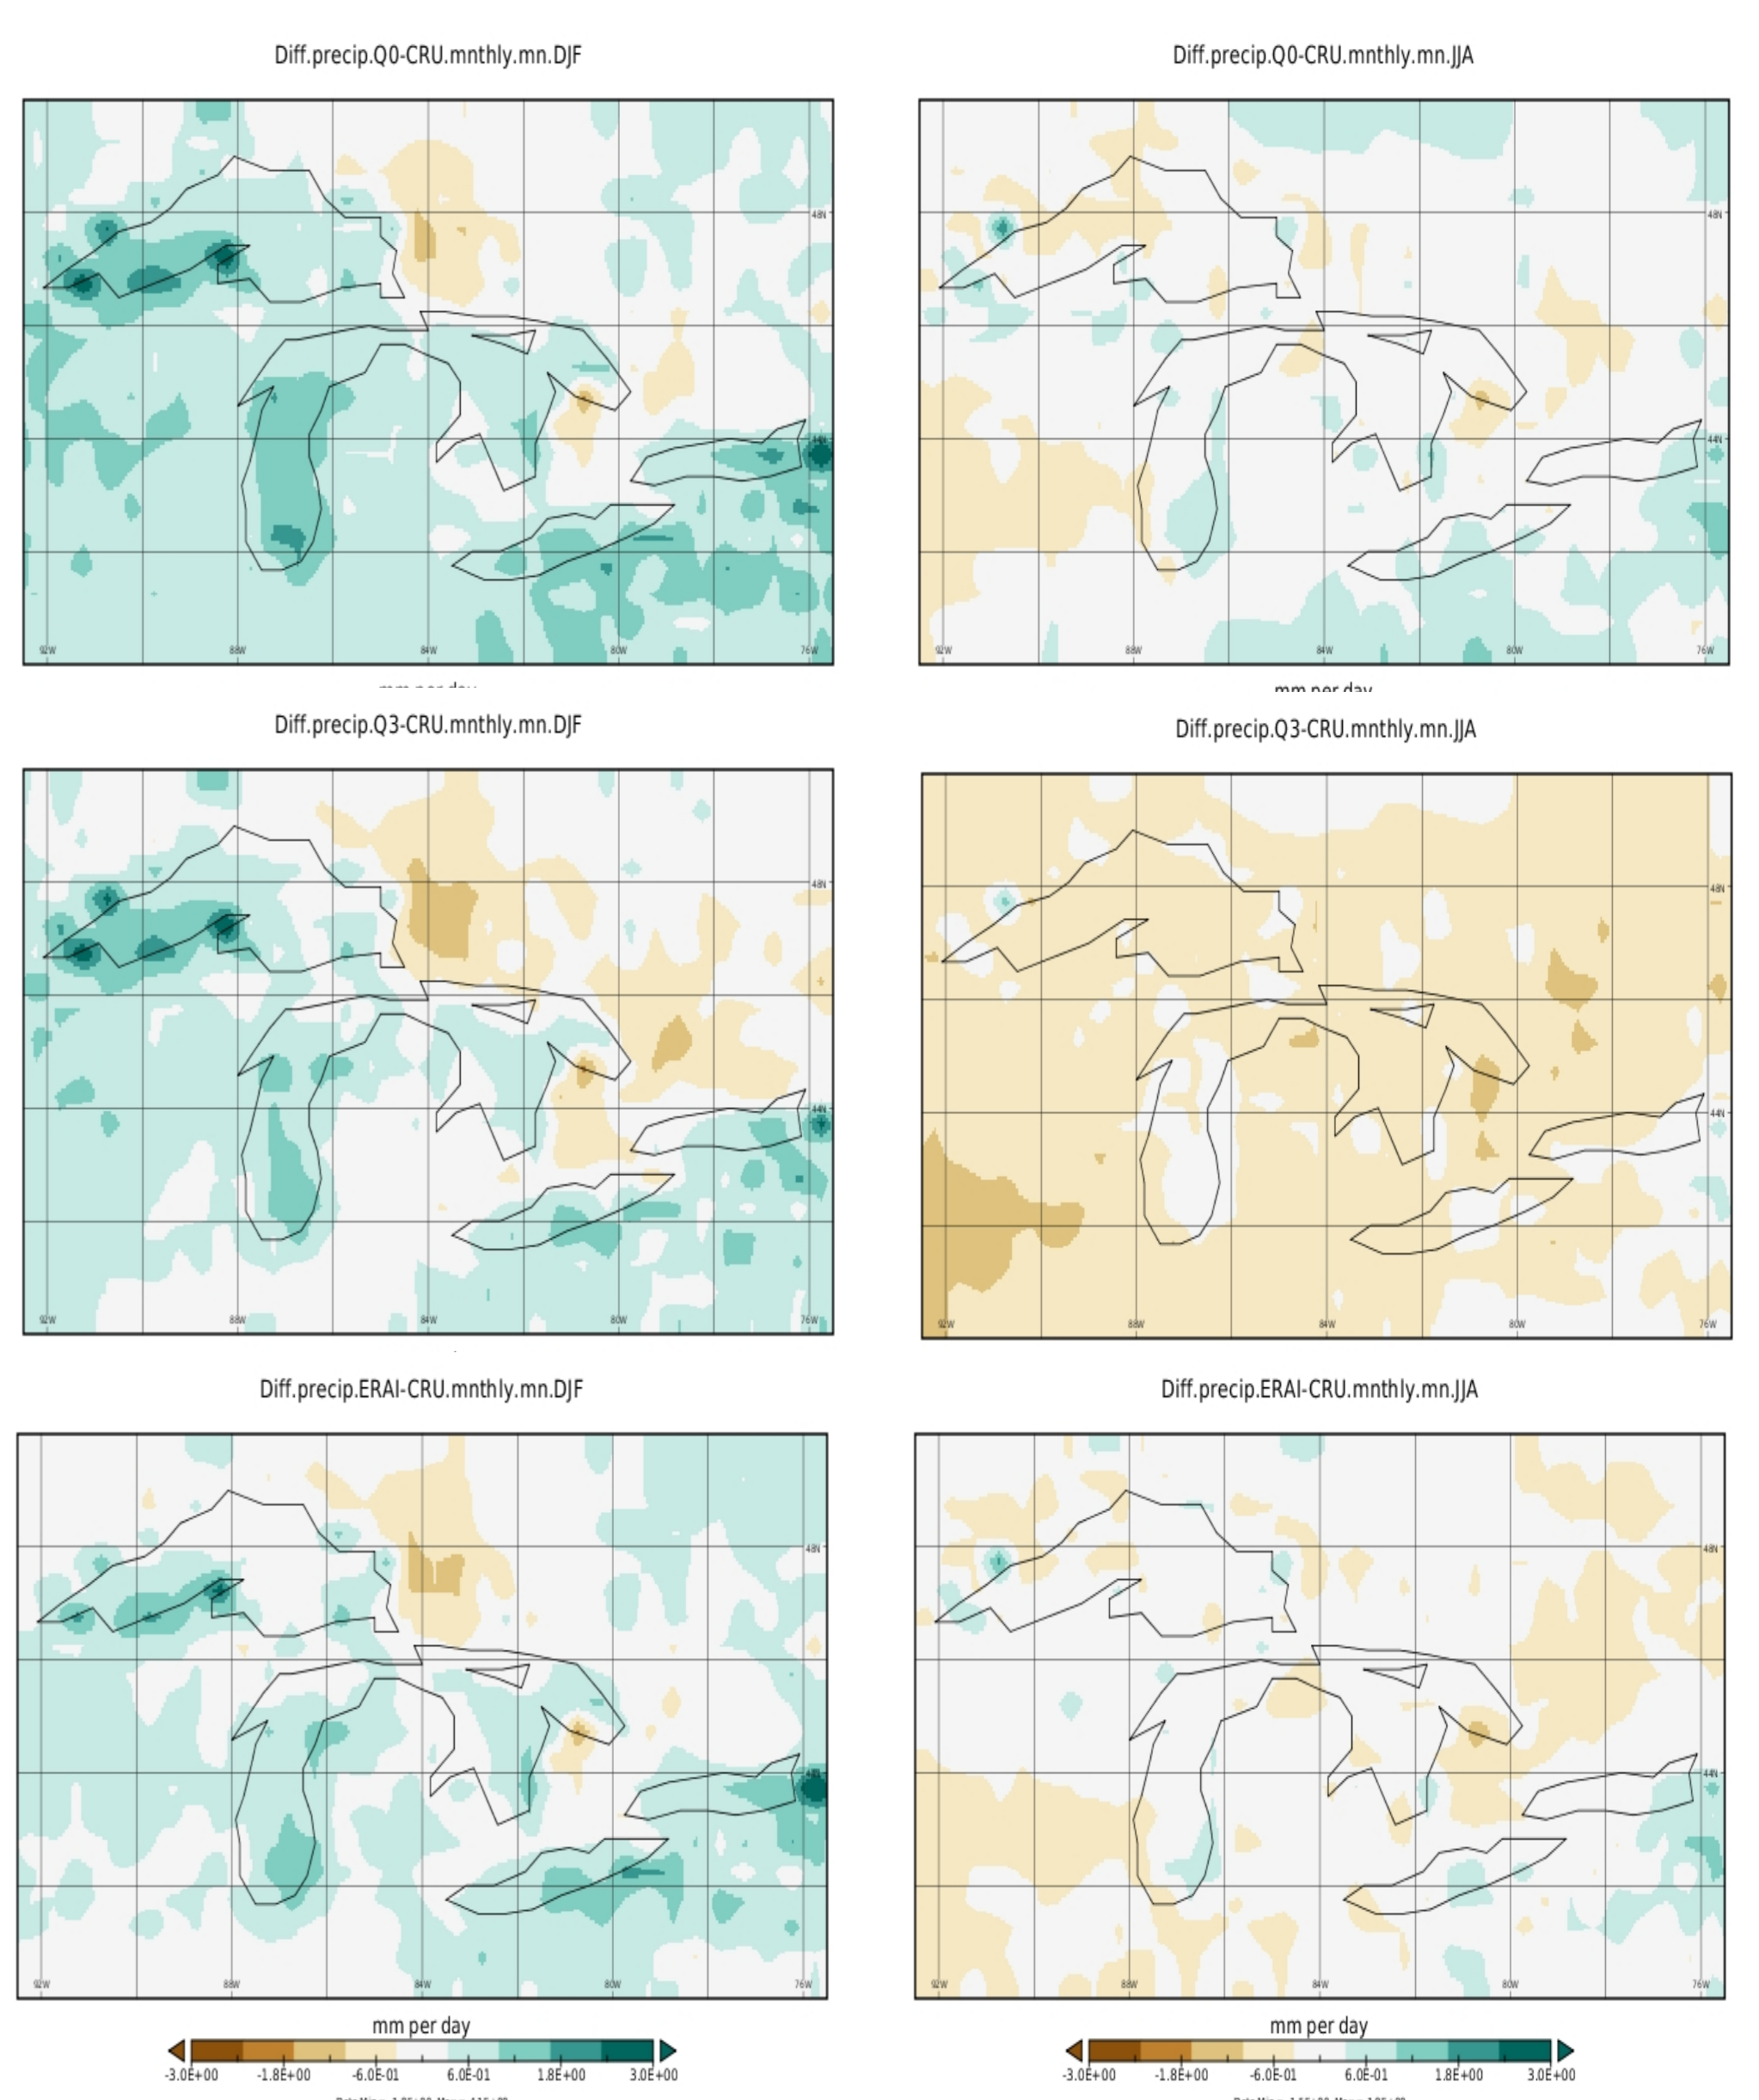 Diff.precip.Q0-CRU.mnthly.mn.DJF
Diff.precip.Q0-CRU.mnthly.mn.JJA
48N
48N
44N
44N
92W 88W 84W 80W 76W
92W 88W 84W 80W 76W
mm per day
mm per day
Diff.precip.Q3-CRU.mnthly.mn.DJF
Diff.precip.Q3-CRU.mnthly.mn.JJA
48N
48N
44N
44N
92W 88W 84W 80W 76W
92W 88W 84W 80W 76W
Diff.precip.ERAI-CRU.mnthly.mn.DJF
Diff.precip.ERAI-CRU.mnthly.mn.JJA
48N
48N
44N
44N
92W 88W 84W 80W 76W
92W 88W 84W 80W 76W
mm per day
mm per day
-3.0E+00 -1.8E+00 -6.0E-01 6.0E-01 1.8E+00 3.0E+00
-3.0E+00 -1.8E+00 -6.0E-01 6.0E-01 1.8E+00 3.0E+00